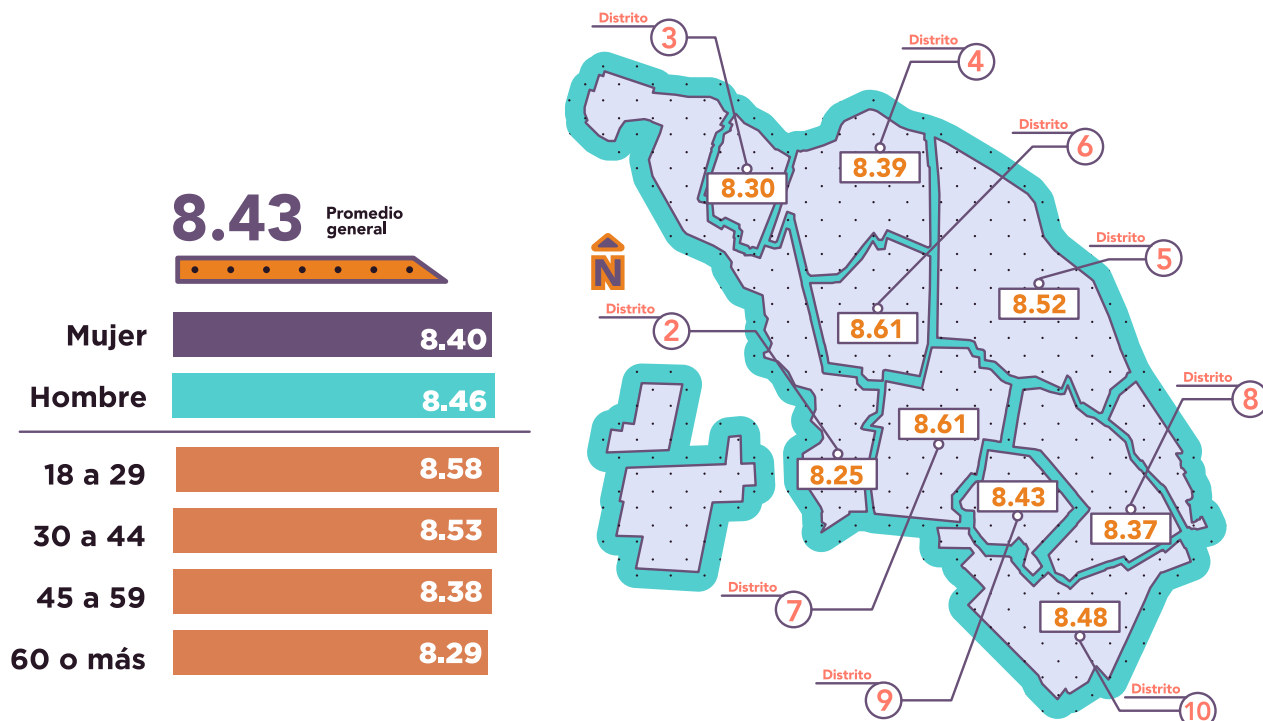 8.43
Promedio
general
Mujer
8.40
Hombre
8.46
18 a 29
8.58
30 a 44
8.53
45 a 59
8.38
60 o más
8.29
N
Distrito
3
8.30
Distrito
4
8.39
Distrito
6
8.61
Distrito
5
8.52
Distrito
2
8.25
Distrito
8
8.37
8.61
Distrito
7
8.43
Distrito
9
8.48
Distrito
10